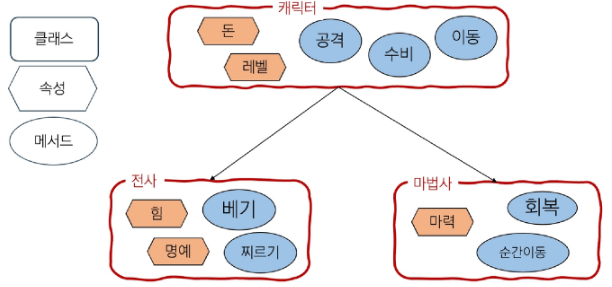 캐릭터
클래스
돈
공격
수비
이동
레벨
속성
메서드
전사
힘
베기
명예
찌르기
마법사
마력
회복
순간이동